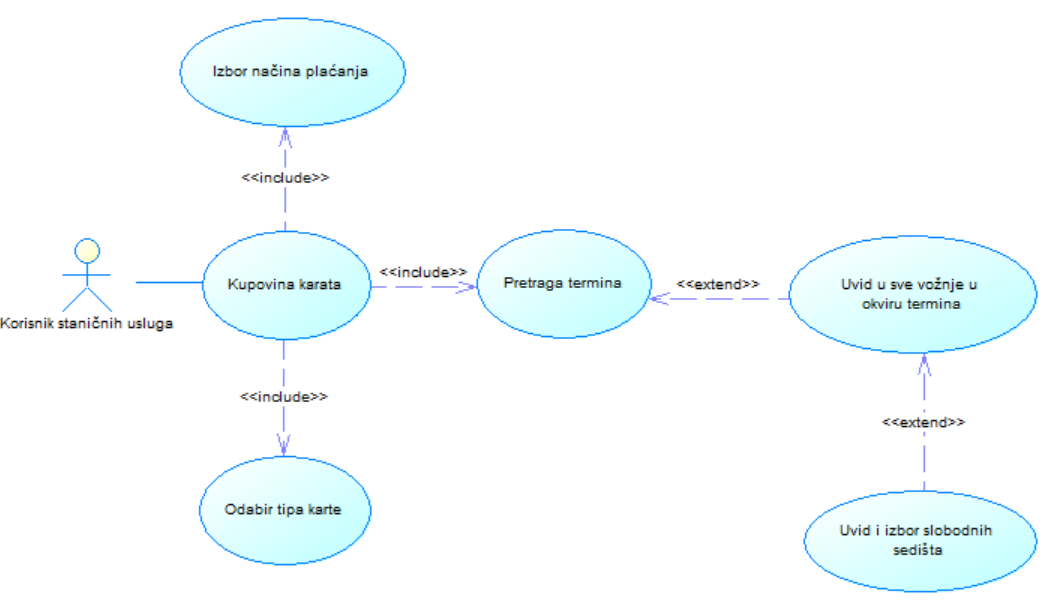 Izbor načina plaćanja
<<include>>
Kupovina karata
<<include>>
Pretraga termina
<<extend>>
Uvid u sve vožnje u
okviru termina
Korisnik staničnih usluga
<<include>>
<<extend>>
Odabir tipa karte
Uvid i izbor slobodnih
sedišta